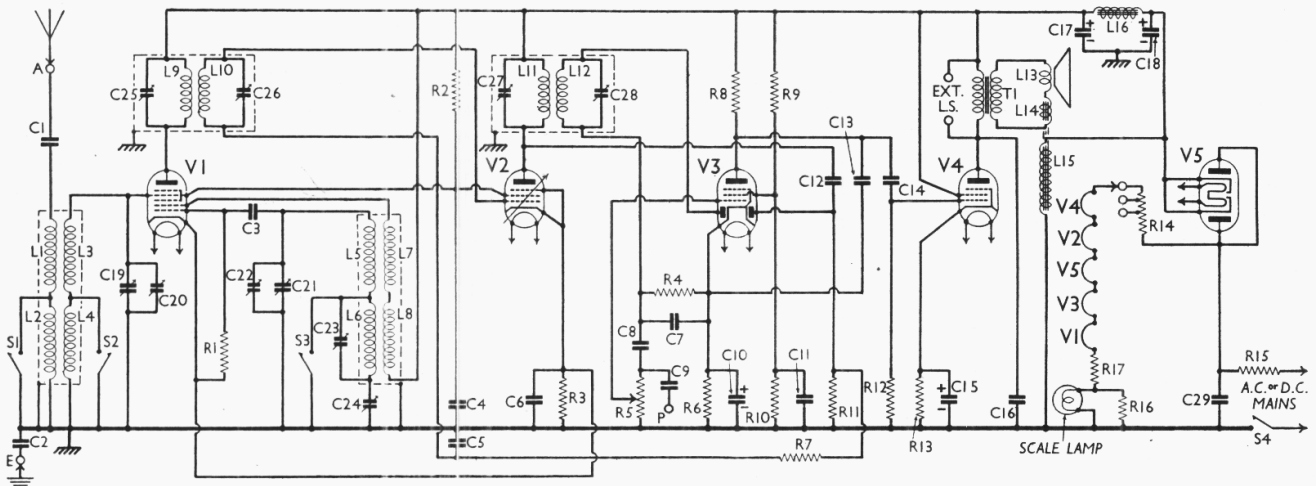 L9
L10
C25
C26
R2
L11
L12
C27
C28
R8
R9
C17
L16
C18
+
−
+
−
A
C1
EXT.
L.S.
T1
L13
L14
V1
V2
V3
V4
V5
C13
C12
C14
L15
C3
L1
L3
C19
C20
C22
C21
L5
L7
R4
V4
V2
V5
V3
V1
R14
L2
L4
S1
S2
R1
S3
C23
L6
L8
C8
C7
C24
C4
C5
C6
R3
C9
R5
P
R6
C10
+
−
R10
C11
R11
R12
R13
C15
+
−
C16
R17
R16
SCALE LAMP
C29
R15
A.C. or D.C.
MAINS
S4
C2
E
R7